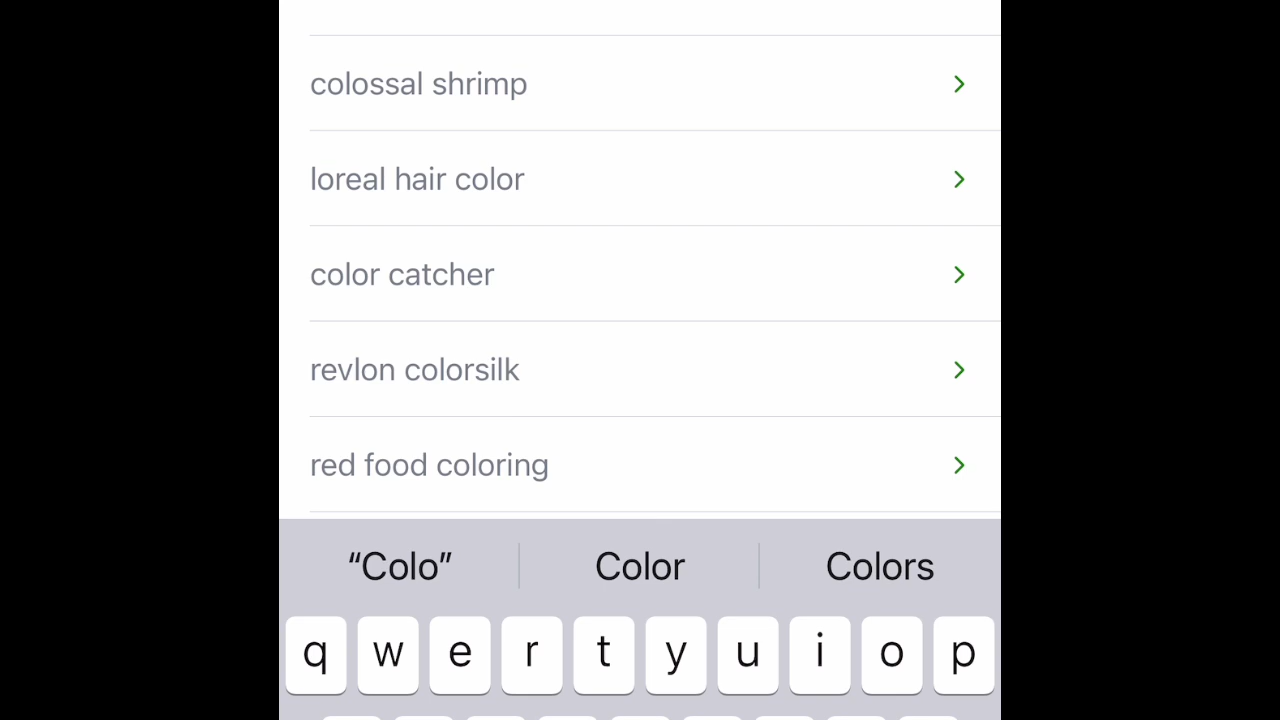 colossal shrimp
loreal hair color
color catcher
revlon colorsilk
red food coloring
“Colo” Color Colors
q w e r t y u i o p